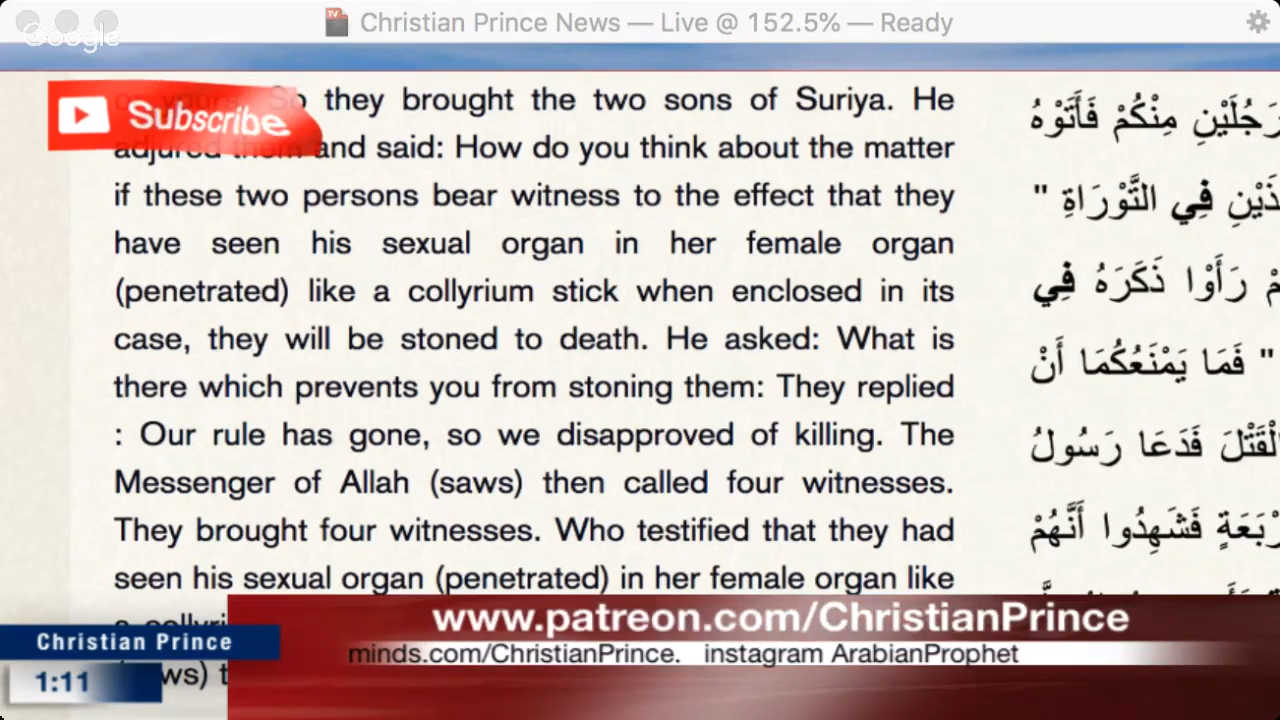 Christian Prince News — Live @ 152.5% — Ready
Google
Subscribe
So they brought the two sons of Suriya. He
adjured them and said: How do you think about the matter
if these two persons bear witness to the effect that they
have seen his sexual organ in her female organ
(penetrated) like a collyrium stick when enclosed in its
case, they will be stoned to death. He asked: What is
there which prevents you from stoning them: They replied
: Our rule has gone, so we disapproved of killing. The
Messenger of Allah (saws) then called four witnesses.
They brought four witnesses. Who testified that they had
seen his sexual organ (penetrated) in her female organ like
رَجُلَيْنِ مِنْكُمْ فَأَتَوْهُ
فِي التَّوْرَاةِ "
رَأَوْا ذَكَرَهُ فِي
" فَمَا يَمْنَعُكُمَا أَنْ
الْقَتْلَ فَدَعَا رَسُولُ
فَشَهِدُوا أَنَّهُمْ
www.patreon.com/ChristianPrince
Christian Prince
minds.com/ChristianPrince. instagram ArabianProphet
1:11